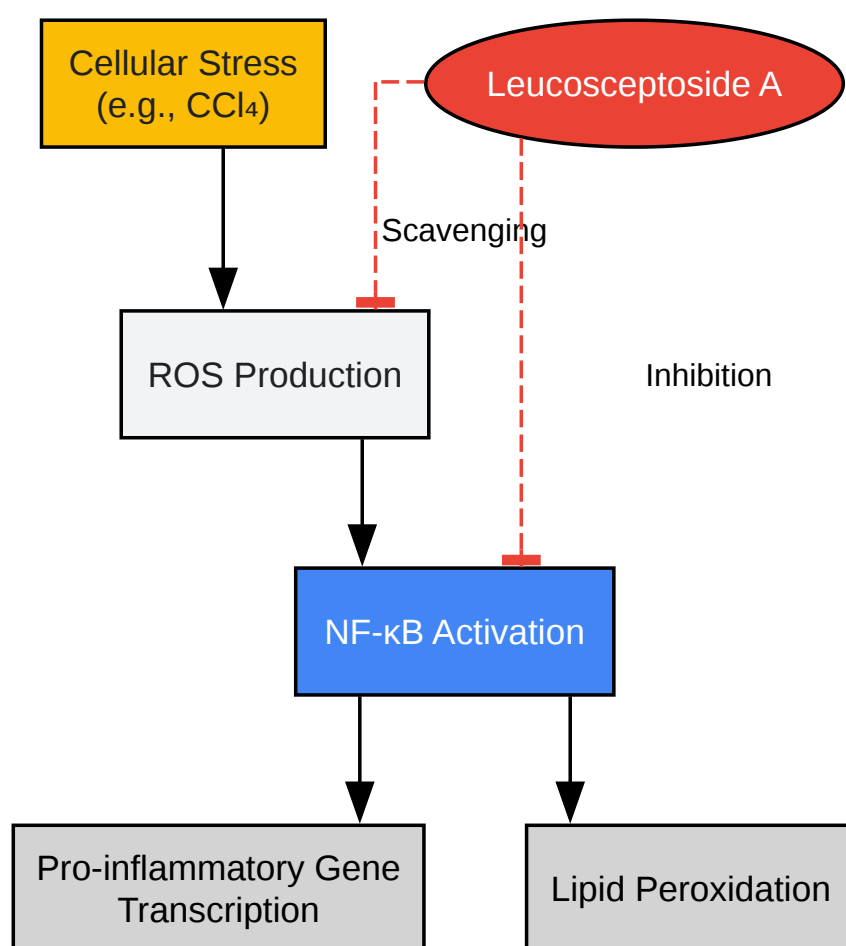 Cellular Stress
(e.g., CCl₄)
Leucosceptoside A
Scavenging
ROS Production
Inhibition
NF-κB Activation
Pro-inflammatory Gene
Transcription
Lipid Peroxidation